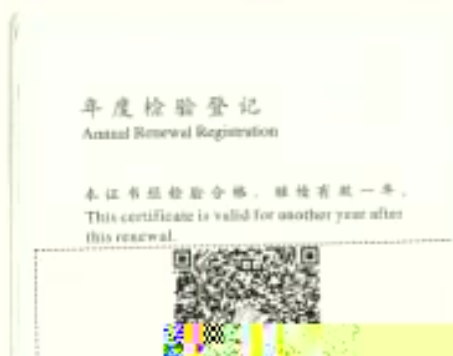 年度检验登记
Annual Renewal Registration
本证书经检验合格，继续有效一年。
This certificate is valid for another year after
this renewal.